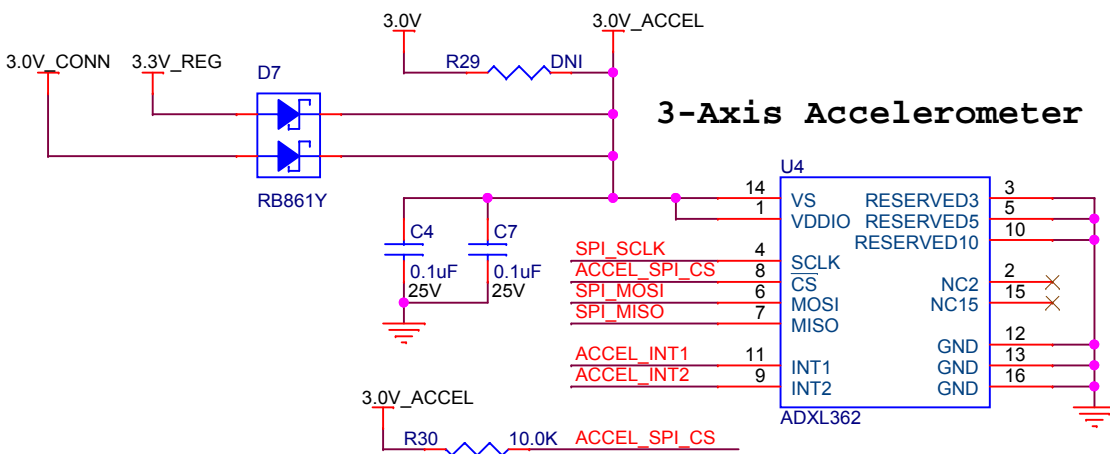 3.0V
3.0V_ACCEL
R29
DNI
3.0V_CONN
3.3V_REG
D7
RB861Y
3-Axis Accelerometer
U4
14
VS
RESERVED3
3
1
VDDIO
RESERVED5
5
RESERVED10
10
C4
0.1uF
25V
C7
0.1uF
25V
SPI_SCLK
4
SCLK
ACCEL_SPI_CS
8
CS
NC2
2
SPI_MOSI
6
MOSI
NC15
15
SPI_MISO
7
MISO
GND
12
ACCEL_INT1
11
INT1
GND
13
ACCEL_INT2
9
INT2
GND
16
ADXL362
3.0V_ACCEL
R30
10.0K
ACCEL_SPI_CS